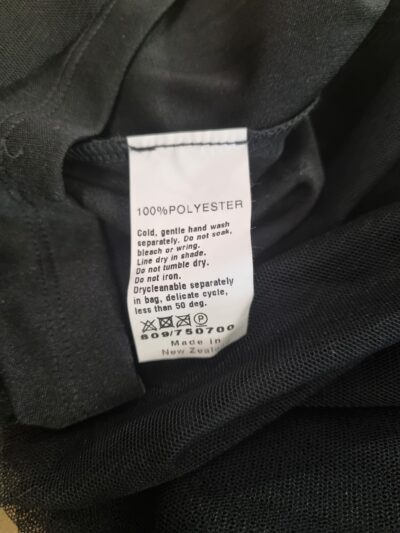 100%POLYESTER
Cold, gentle hand wash
separately. Do not soak,
bleach or wring.
Line dry in shade.
Do not tumble dry.
Do not iron.
Drycleanable separately
in bag, delicate cycle,
less than 50 deg.
P
809/750700
Made in
New Zeala